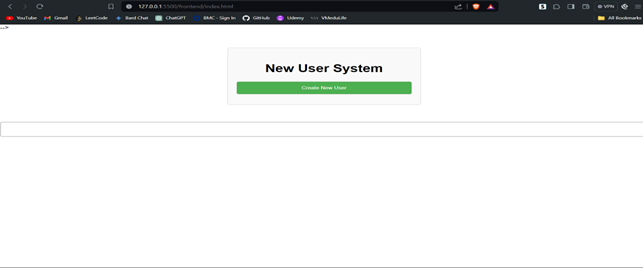 127.0.0.1:5500/frontend/index.html
VPN
YouTube Gmail LeetCode Bard Chat ChatGPT BMC - Sign In GitHub Udemy VMeduLife All Bookmarks
-->
New User System
Create New User